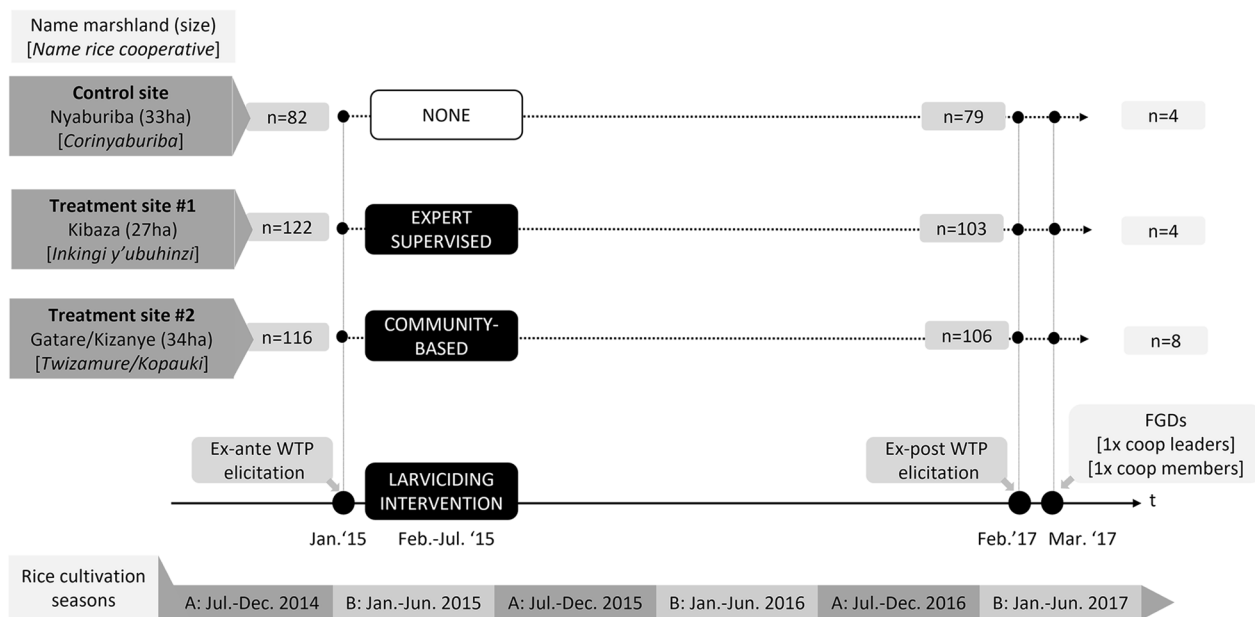 Name marshland (size)
[Name rice cooperative]
Control site
Nyaburiba (33ha)
[Corinyaburiba]
n=82
NONE
n=79
n=4
Treatment site #1
Kibaza (27ha)
[Inkingi y’ubuhinzi]
n=122
EXPERT
SUPERVISED
n=103
n=4
Treatment site #2
Gatare/Kizanye (34ha)
[Twizamure/Kopauki]
n=116
COMMUNITY-
BASED
n=106
n=8
Ex-ante WTP
elicitation
LARVICIDING
INTERVENTION
Ex-post WTP
elicitation
FGDs
[1x coop leaders]
[1x coop members]
t
Jan.‘15
Feb.-Jul. ‘15
Feb.’17
Mar. ‘17
Rice cultivation
seasons
A: Jul.-Dec. 2014
B: Jan.-Jun. 2015
A: Jul.-Dec. 2015
B: Jan.-Jun. 2016
A: Jul.-Dec. 2016
B: Jan.-Jun. 2017